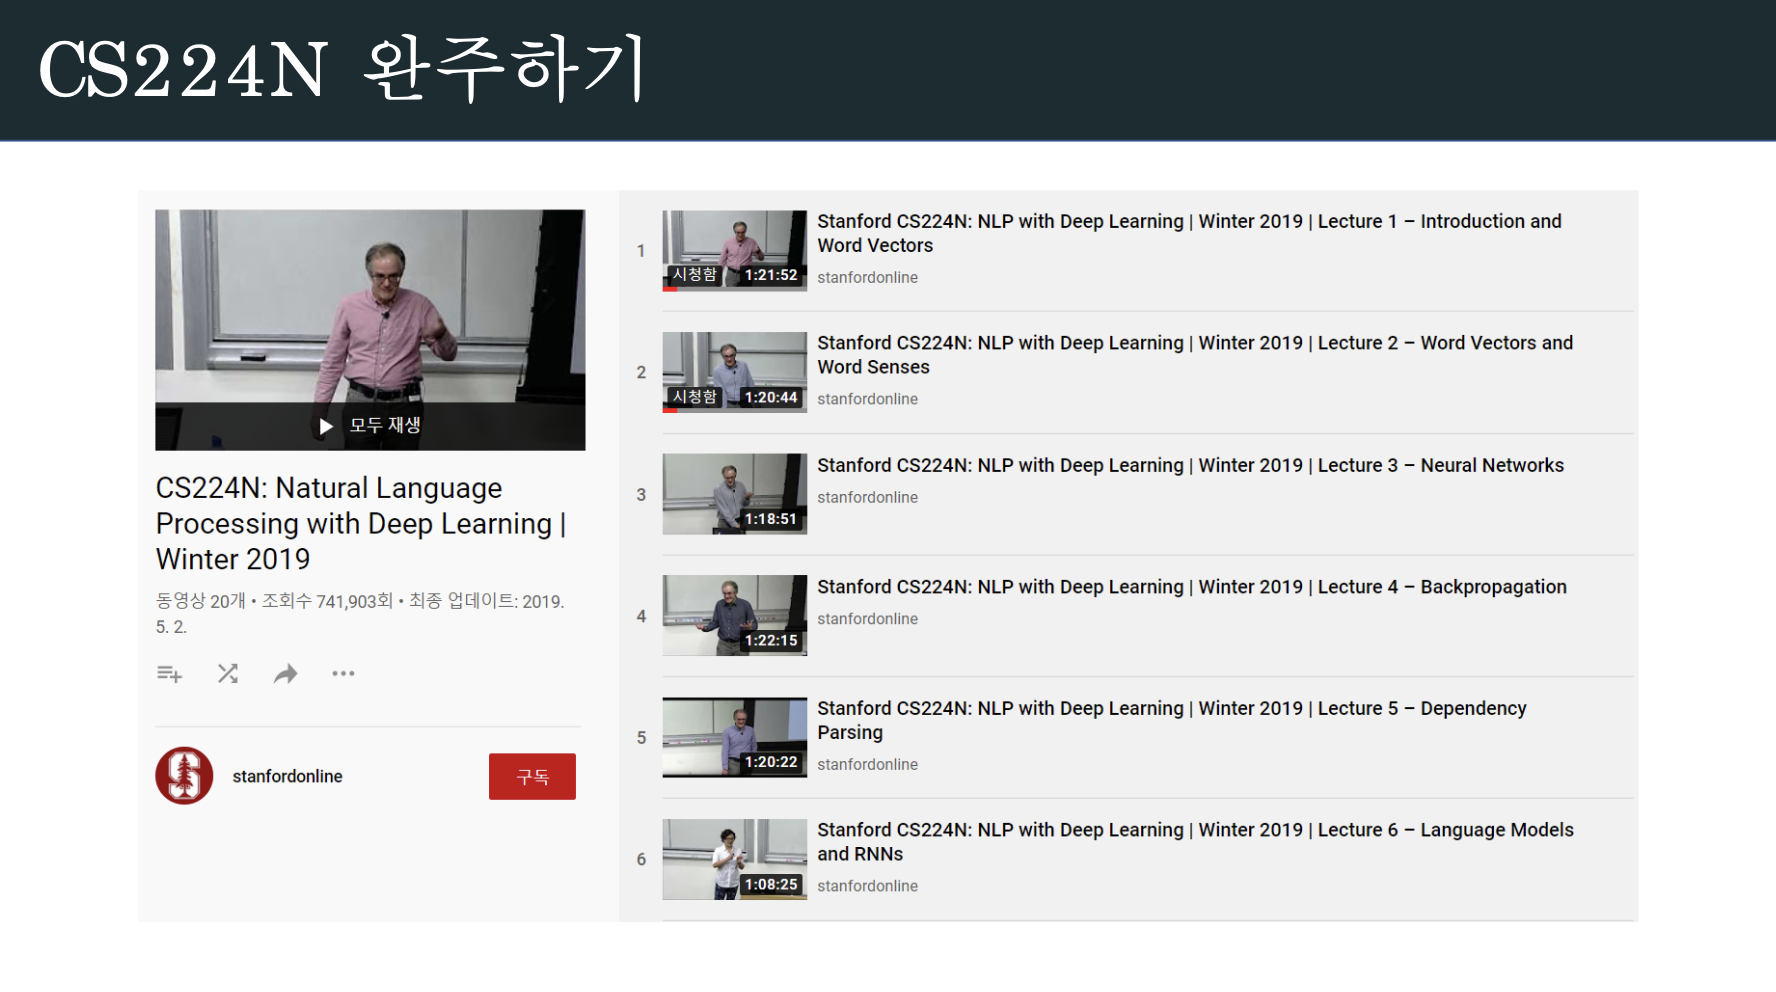 CS224N 완주하기
모두 재생
CS224N: Natural Language
Processing with Deep Learning |
Winter 2019
동영상 20개 • 조회수 741,903회 • 최종 업데이트: 2019.
5. 2.
stanfordonline
구독
1
시청함 1:21:52
Stanford CS224N: NLP with Deep Learning | Winter 2019 | Lecture 1 – Introduction and
Word Vectors
stanfordonline
2
시청함 1:20:44
Stanford CS224N: NLP with Deep Learning | Winter 2019 | Lecture 2 – Word Vectors and
Word Senses
stanfordonline
3
1:18:51
Stanford CS224N: NLP with Deep Learning | Winter 2019 | Lecture 3 – Neural Networks
stanfordonline
4
1:22:15
Stanford CS224N: NLP with Deep Learning | Winter 2019 | Lecture 4 – Backpropagation
stanfordonline
5
1:20:22
Stanford CS224N: NLP with Deep Learning | Winter 2019 | Lecture 5 – Dependency
Parsing
stanfordonline
6
1:08:25
Stanford CS224N: NLP with Deep Learning | Winter 2019 | Lecture 6 – Language Models
and RNNs
stanfordonline